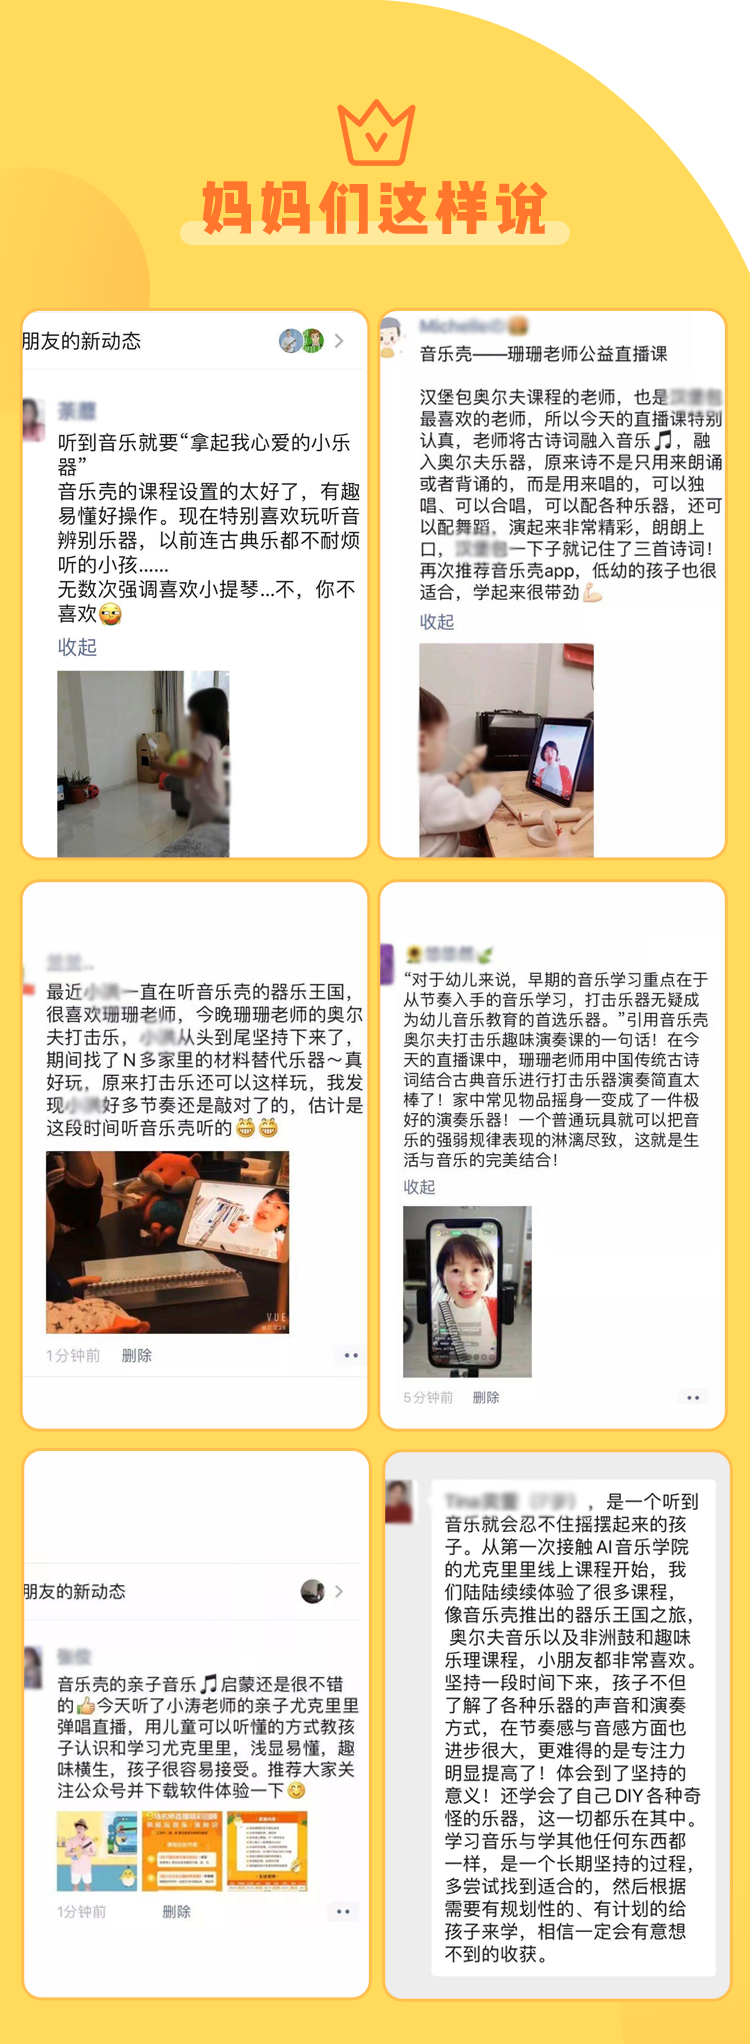 妈妈们这样说
朋友的新动态
听到音乐就要“拿起我心爱的小乐
器”
音乐壳的课程设置的太好了，有趣
易懂好操作。现在特别喜欢玩听音
辨别乐器，以前连古典乐都不耐烦
听的小孩......
无数次强调喜欢小提琴...不，你不
喜欢
收起
音乐壳——珊珊老师公益直播课
汉堡包奥尔夫课程的老师，也是
最喜欢的老师，所以今天的直播课特别
认真，老师将古诗词融入音乐🎵，融
入奥尔夫乐器，原来诗不是只用来朗诵
或者背诵的，而是用来唱的，可以独
唱、可以合唱，可以配各种乐器，还可
以配舞蹈，演起来非常精彩，朗朗上
口，一下子就记住了三首诗词！
再次推荐音乐壳app，低幼的孩子也很
适合，学起来很带劲💪🏻
收起
最近一直在听音乐壳的器乐王国，
很喜欢珊珊老师，今晚珊珊老师的奥尔
夫打击乐，从头到尾坚持下来了，
期间找了N多家里的材料替代乐器～真
好玩，原来打击乐还可以这样玩，我发
现好多节奏还是敲对了的，估计是
这段时间听音乐壳听的😁😁
VUE
1分钟前 删除
“对于幼儿来说，早期的音乐学习重点在于
从节奏入手的音乐学习，打击乐器无疑成
为幼儿音乐教育的首选乐器。”引用音乐壳
奥尔夫打击乐趣味演奏课的一句话！在今
天的直播课中，珊珊老师用中国传统古诗
词结合古典音乐进行打击乐器演奏简直太
棒了！家中常见物品摇身一变成了一件极
好的演奏乐器！一个普通玩具就可以把音
乐的强弱规律表现的淋漓尽致，这就是生
活与音乐的完美结合！
收起
5分钟前 删除
朋友的新动态
音乐壳的亲子音乐🎵启蒙还是很不错
的👍今天听了小涛老师的亲子尤克里里
弹唱直播，用儿童可以听懂的方式教孩
子认识和学习尤克里里，浅显易懂，趣
味横生，孩子很容易接受。推荐大家关
注公众号并下载软件体验一下😊
1分钟前 删除
，是一个听到
音乐就会忍不住摇摆起来的孩
子。从第一次接触AI音乐学院
的尤克里里线上课程开始，我
们陆陆续续体验了很多课程，
像音乐壳推出的器乐王国之旅，
奥尔夫音乐以及非洲鼓和趣味
乐理课程，小朋友都非常喜欢。
坚持一段时间下来，孩子不但
了解了各种乐器的声音和演奏
方式，在节奏感与音感方面也
进步很大，更难得的是专注力
明显提高了！体会到了坚持的
意义！还学会了自己DIY各种奇
怪的乐器，这一切都乐在其中。
学习音乐与学其他任何东西都
一样，是一个长期坚持的过程，
多尝试找到适合的，然后根据
需要有规划性的、有计划的给
孩子来学，相信一定会有意想
不到的收获。